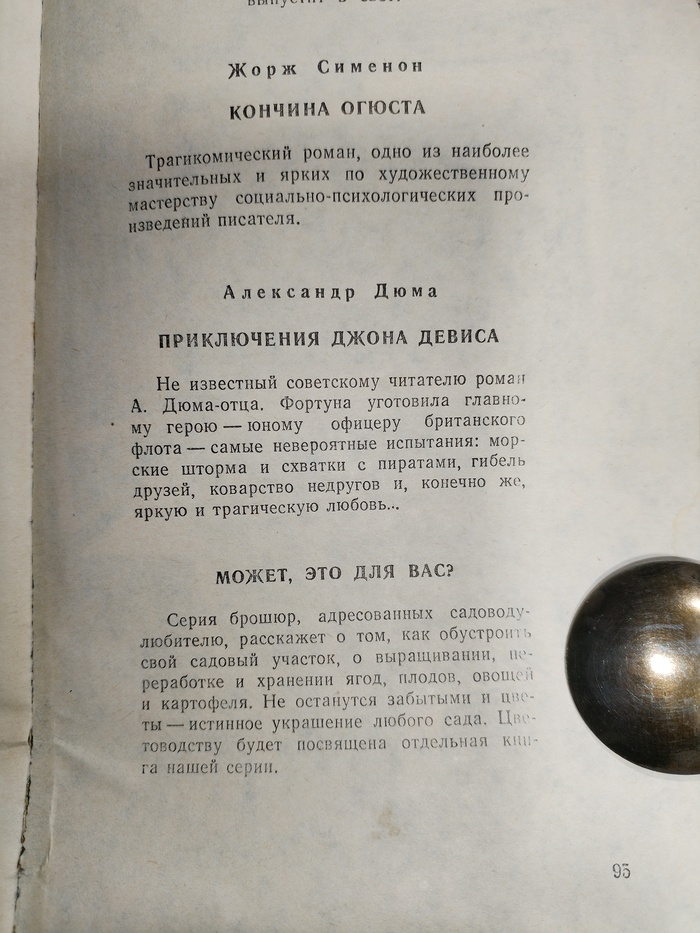 выпустит в свет
Жорж Сименон
КОНЧИНА ОГЮСТА
Трагикомический роман, одно из наиболее
значительных и ярких по художественному
мастерству социально-психологических про-
изведений писателя.
Александр Дюма
ПРИКЛЮЧЕНИЯ ДЖОНА ДЕВИСА
Не известный советскому читателю роман
А. Дюма-отца. Фортуна уготовила главно-
му герою — юному офицеру британского
флота — самые невероятные испытания: мор-
ские шторма и схватки с пиратами, гибель
друзей, коварство недругов и, конечно же,
яркую и трагическую любовь...
МОЖЕТ, ЭТО ДЛЯ ВАС?
Серия брошюр, адресованных садоводу-
любителю, расскажет о том, как обустроить
свой садовый участок, о выращивании, пе-
реработке и хранении ягод, плодов, овощей
и картофеля. Не останутся забытыми и цве-
ты — истинное украшение любого сада. Цве-
товодству будет посвящена отдельная кни-
га нашей серии.
95